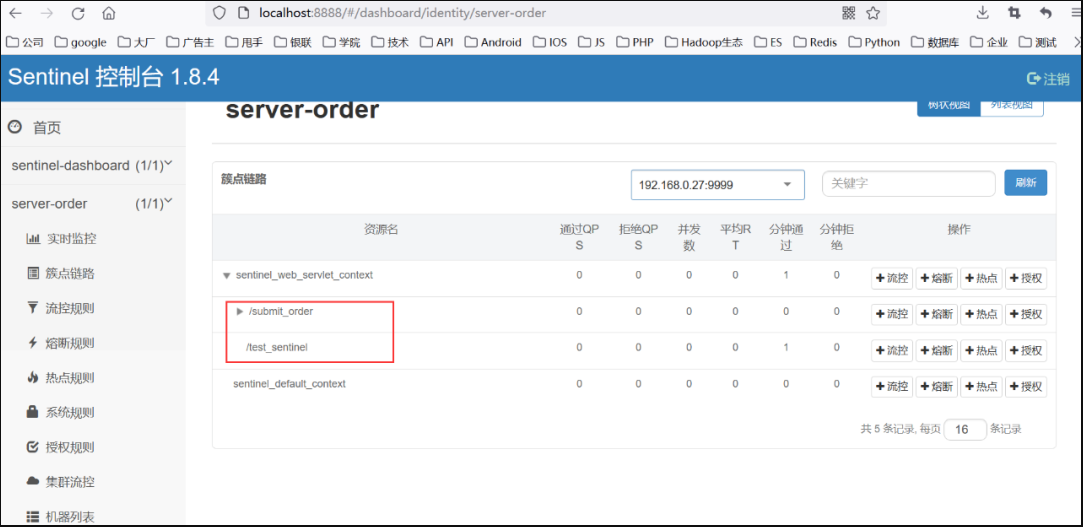 localhost:8888/#/dashboard/identity/server-order
公司 google 大厂 广告主 甩手 银联 学院 技术 API Android IOS JS PHP Hadoop生态 ES Redis Python 数据库 企业 测试
Sentinel 控制台 1.8.4 注销
server-order 树状视图 列表视图
首页
sentinel-dashboard (1/1)
server-order (1/1)
实时监控
簇点链路
流控规则
熔断规则
热点规则
系统规则
授权规则
集群流控
机器列表
簇点链路 192.168.0.27:9999 关键字 刷新
资源名 通过QPS 拒绝QPS 并发数 平均RT 分钟通过 分钟拒绝 操作
sentinel_web_servlet_context 0 0 0 0 1 0 +流控 +熔断 +热点 +授权
/submit_order 0 0 0 0 0 0 +流控 +熔断 +热点 +授权
/test_sentinel 0 0 0 0 1 0 +流控 +熔断 +热点 +授权
sentinel_default_context 0 0 0 0 0 0 +流控 +熔断 +热点 +授权
共 5 条记录, 每页 16 条记录